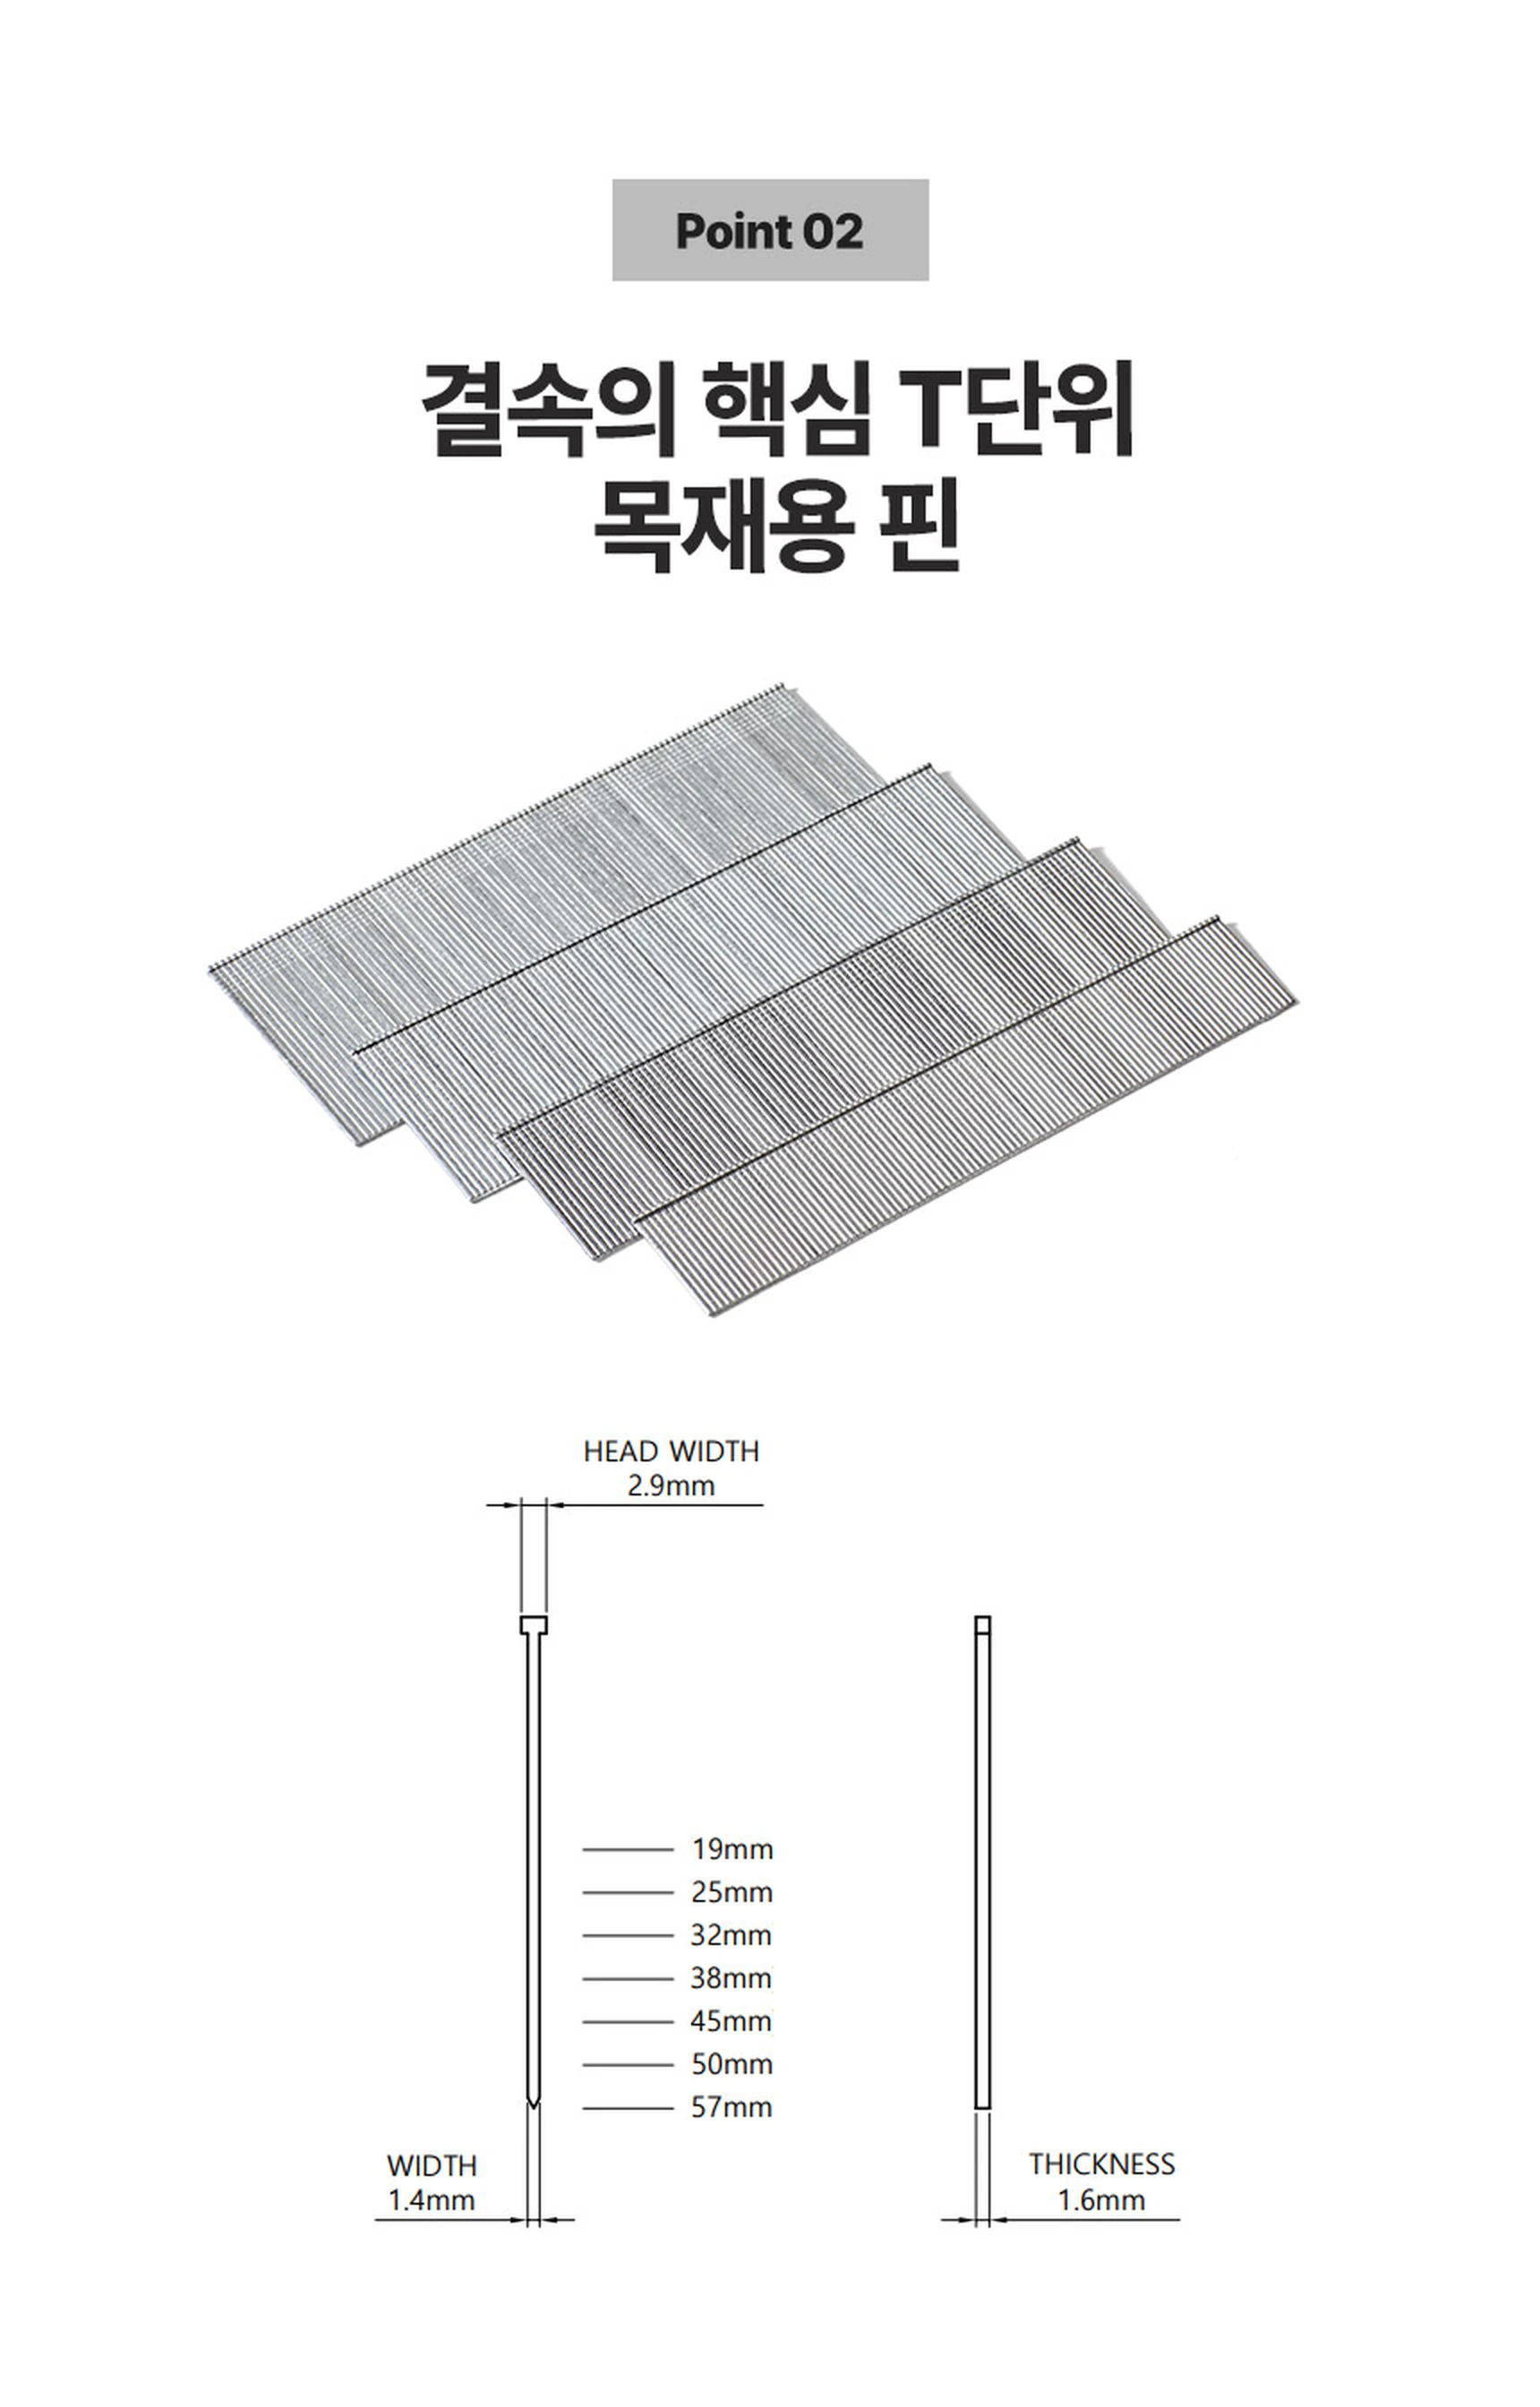 Point 02
결속의 핵심 T단위
목재용 핀
HEAD WIDTH
2.9mm
19mm
25mm
32mm
38mm
45mm
50mm
57mm
WIDTH
1.4mm
THICKNESS
1.6mm